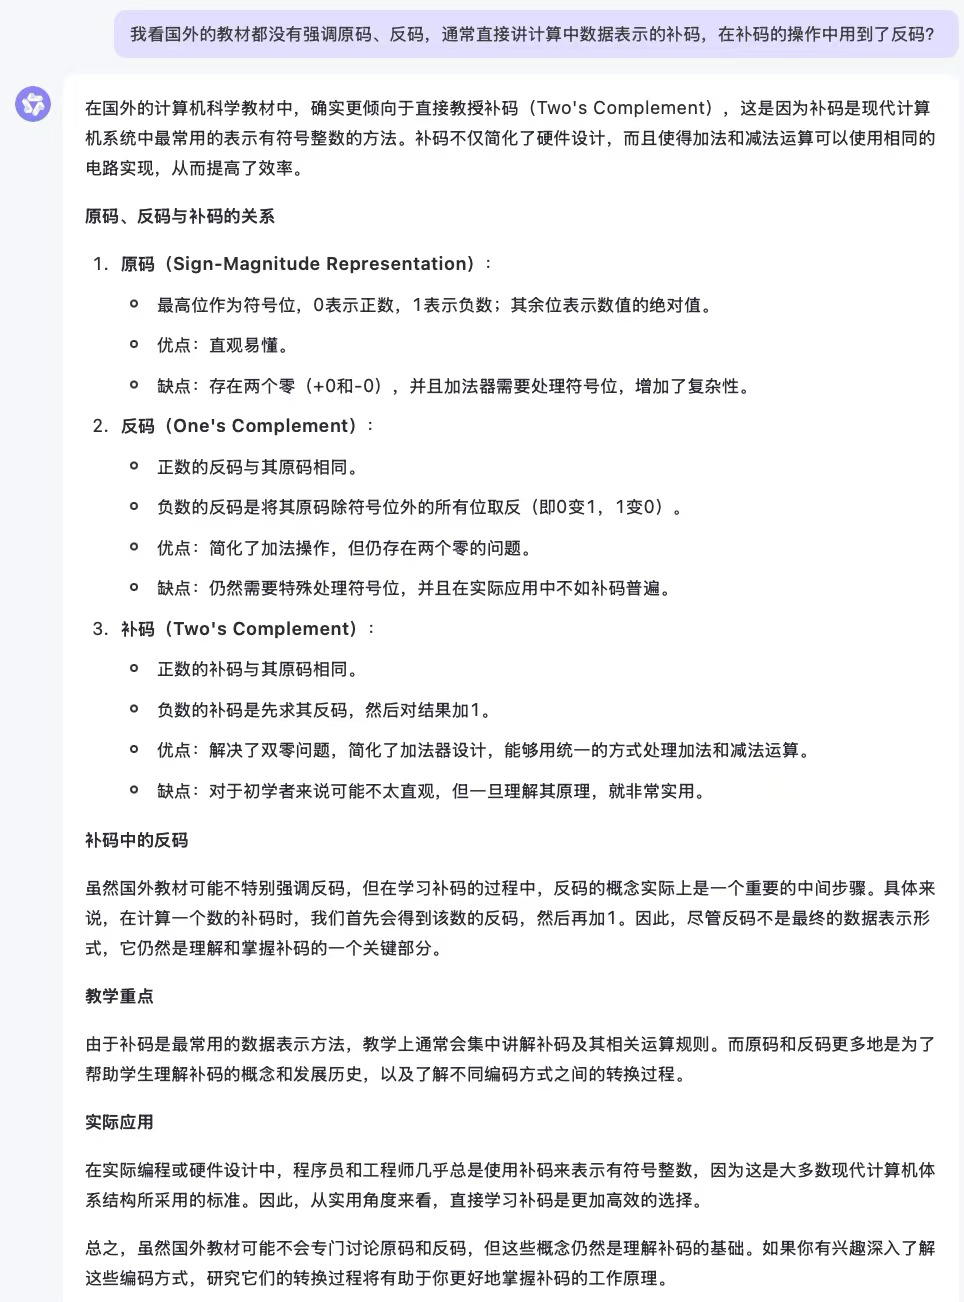 我看国外的教材都没有强调原码、反码，通常直接讲计算中数据表示的补码，在补码的操作中用到了反码？
在国外的计算机科学教材中，确实更倾向于直接教授补码（Two's Complement），这是因为补码是现代计算
机系统中最常用的表示有符号整数的方法。补码不仅简化了硬件设计，而且使得加法和减法运算可以使用相同的
电路实现，从而提高了效率。
原码、反码与补码的关系
1. 原码（Sign-Magnitude Representation）：
最高位作为符号位，0表示正数，1表示负数；其余位表示数值的绝对值。
优点：直观易懂。
缺点：存在两个零（+0和-0），并且加法器需要处理符号位，增加了复杂性。
2. 反码（One's Complement）：
正数的反码与其原码相同。
负数的反码是将其原码除符号位外的所有位取反（即0变1，1变0）。
优点：简化了加法操作，但仍存在两个零的问题。
缺点：仍然需要特殊处理符号位，并且在实际应用中不如补码普遍。
3. 补码（Two's Complement）：
正数的补码与其原码相同。
负数的补码是先求其反码，然后对结果加1。
优点：解决了双零问题，简化了加法器设计，能够用统一的方式处理加法和减法运算。
缺点：对于初学者来说可能不太直观，但一旦理解其原理，就非常实用。
补码中的反码
虽然国外教材可能不特别强调反码，但在学习补码的过程中，反码的概念实际上是一个重要的中间步骤。具体来
说，在计算一个数的补码时，我们首先会得到该数的反码，然后再加1。因此，尽管反码不是最终的数据表示形
式，它仍然是理解和掌握补码的一个关键部分。
教学重点
由于补码是最常用的数据表示方法，教学上通常会集中讲解补码及其相关运算规则。而原码和反码更多地是为了
帮助学生理解补码的概念和发展历史，以及了解不同编码方式之间的转换过程。
实际应用
在实际编程或硬件设计中，程序员和工程师几乎总是使用补码来表示有符号整数，因为这是大多数现代计算机体
系结构所采用的标准。因此，从实用角度来看，直接学习补码是更加高效的选择。
总之，虽然国外教材可能不会专门讨论原码和反码，但这些概念仍然是理解补码的基础。如果你有兴趣深入了解
这些编码方式，研究它们的转换过程将有助于你更好地掌握补码的工作原理。